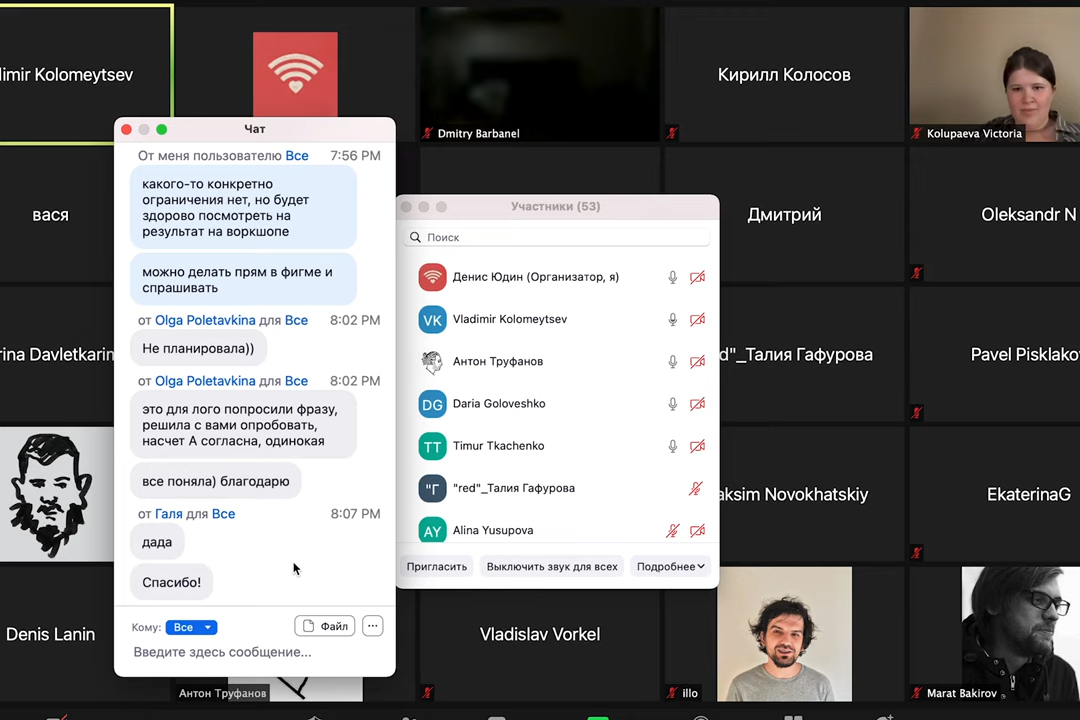 limir Kolomeytsev
Dmitry Barbanel
Кирилл Колосов
Kolupaeva Victoria
вася
Дмитрий
Oleksandr N
rina Davletkarin
d"_Талия Гафурова
Pavel Pisklako
aksim Novokhatskiy
EkaterinaG
Denis Lanin
Антон Труфанов
Vladislav Vorkel
illo
Marat Bakirov
Чат
От меня пользователю Все 7:56 PM
какого-то конкретно
ограничения нет, но будет
здорово посмотреть на
результат на воркшопе
можно делать прям в фигме и
спрашивать
от Olga Poletavkina для Все 8:02 PM
Не планировала))
от Olga Poletavkina для Все 8:02 PM
это для лого попросили фразу,
решила с вами опробовать,
насчет А согласна, одинокая
все поняла) благодарю
от Галя для Все 8:07 PM
дада
Спасибо!
Кому: Все
Файл
Введите здесь сообщение...
Участники (53)
Поиск
Денис Юдин (Организатор, я)
VK Vladimir Kolomeytsev
Антон Труфанов
DG Daria Goloveshko
TT Timur Tkachenko
"Г "red"_Талия Гафурова
AY Alina Yusupova
Пригласить
Выключить звук для всех
Подробнее